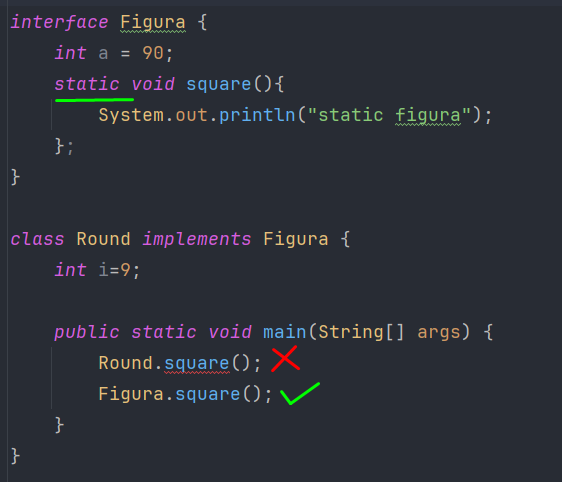 interface Figura {
    int a = 90;
    static void square(){
        System.out.println("static figura");
    };
}
class Round implements Figura {
    int i=9;
    public static void main(String[] args) {
        Round.square();
        Figura.square();
    }
}